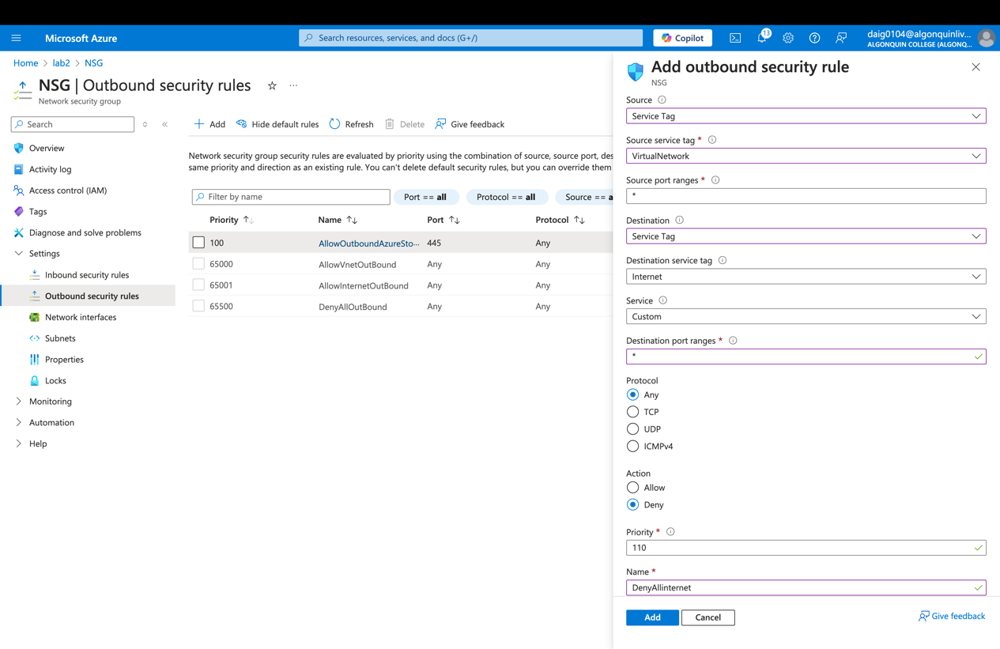 Microsoft Azure
Search resources, services, and docs (G+/)
Copilot
13
daig0104@algonquinliv...
ALGONQUIN COLLEGE (ALGONQ...
Home > lab2 > NSG
NSG | Outbound security rules
Network security group
Search
Overview
Activity log
Access control (IAM)
Tags
Diagnose and solve problems
Settings
Inbound security rules
Outbound security rules
Network interfaces
Subnets
Properties
Locks
Monitoring
Automation
Help
Add Hide default rules Refresh Delete Give feedback
Network security group security rules are evaluated by priority using the combination of source, source port, des
same priority and direction as an existing rule. You can't delete default security rules, but you can override them
Filter by name Port == all Protocol == all Source == a
Priority Name Port Protocol
100 AllowOutboundAzureSto... 445 Any
65000 AllowVnetOutBound Any Any
65001 AllowInternetOutBound Any Any
65500 DenyAllOutBound Any Any
Add outbound security rule
NSG
Source
Service Tag
Source service tag *
VirtualNetwork
Source port ranges *
*
Destination
Service Tag
Destination service tag
Internet
Service
Custom
Destination port ranges *
*
Protocol
Any
TCP
UDP
ICMPv4
Action
Allow
Deny
Priority *
110
Name *
DenyAllinternet
Add Cancel Give feedback